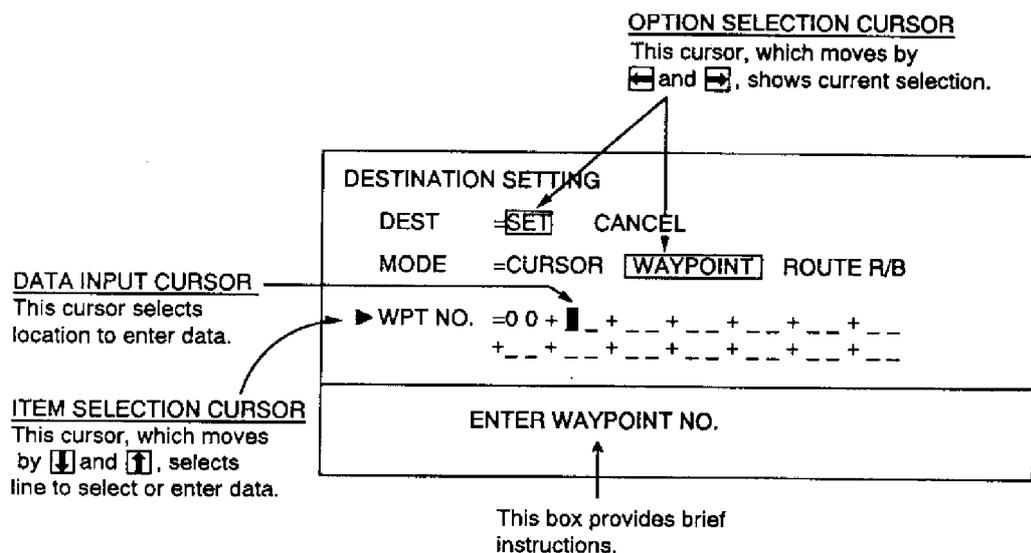 OPTION SELECTION CURSOR
This cursor, which moves by
← and →, shows current selection.
DESTINATION SETTING
DEST =SET CANCEL
MODE =CURSOR WAYPOINT ROUTE R/B
DATA INPUT CURSOR
This cursor selects
location to enter data.
▶WPT NO. =0 0 + █ _ + _ _ + _ _ + _ _ + _ _ + _ _
+ _ _ + _ _ + _ _ + _ _ + _ _ + _ _ + _ _
ITEM SELECTION CURSOR
This cursor, which moves
by ↓ and ↑, selects
line to select or enter data.
ENTER WAYPOINT NO.
This box provides brief
instructions.